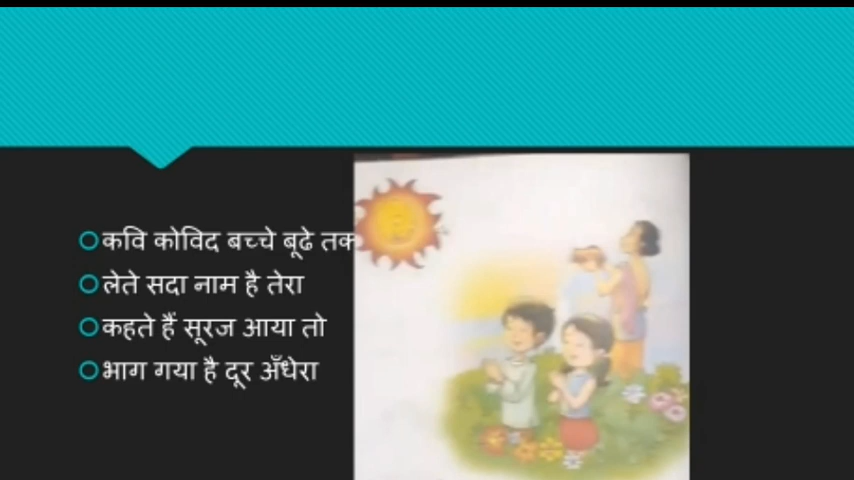 कवि कोविद बच्चे बूढे तक
लेते सदा नाम है तेरा
कहते हैं सूरज आया तो
भाग गया है दूर अँधेरा